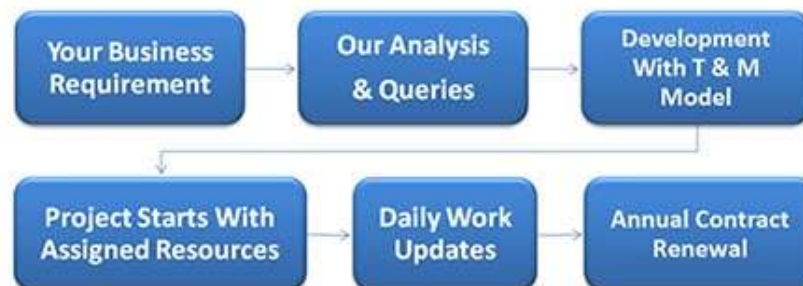 Your Business
Requirement
Our Analysis
& Queries
Development
With T & M
Model
Project Starts With
Assigned Resources
Daily Work
Updates
Annual Contract
Renewal